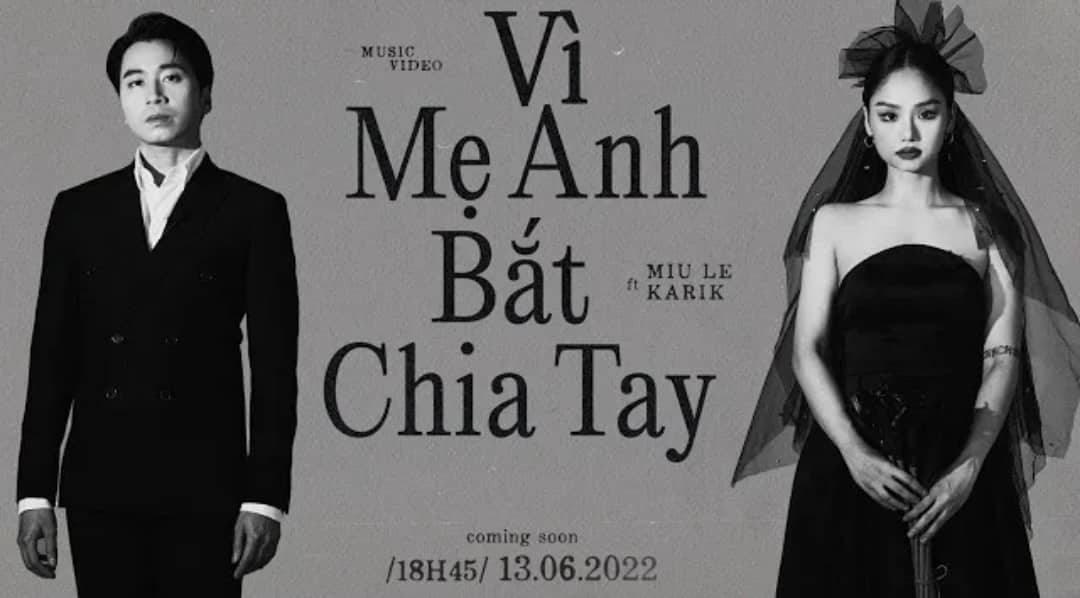 MUSIC
VIDEO
Vì
Mẹ Anh
Bắt
Chia Tay
ft MIU LE
KARIK
coming soon
/18H45/ 13.06.2022